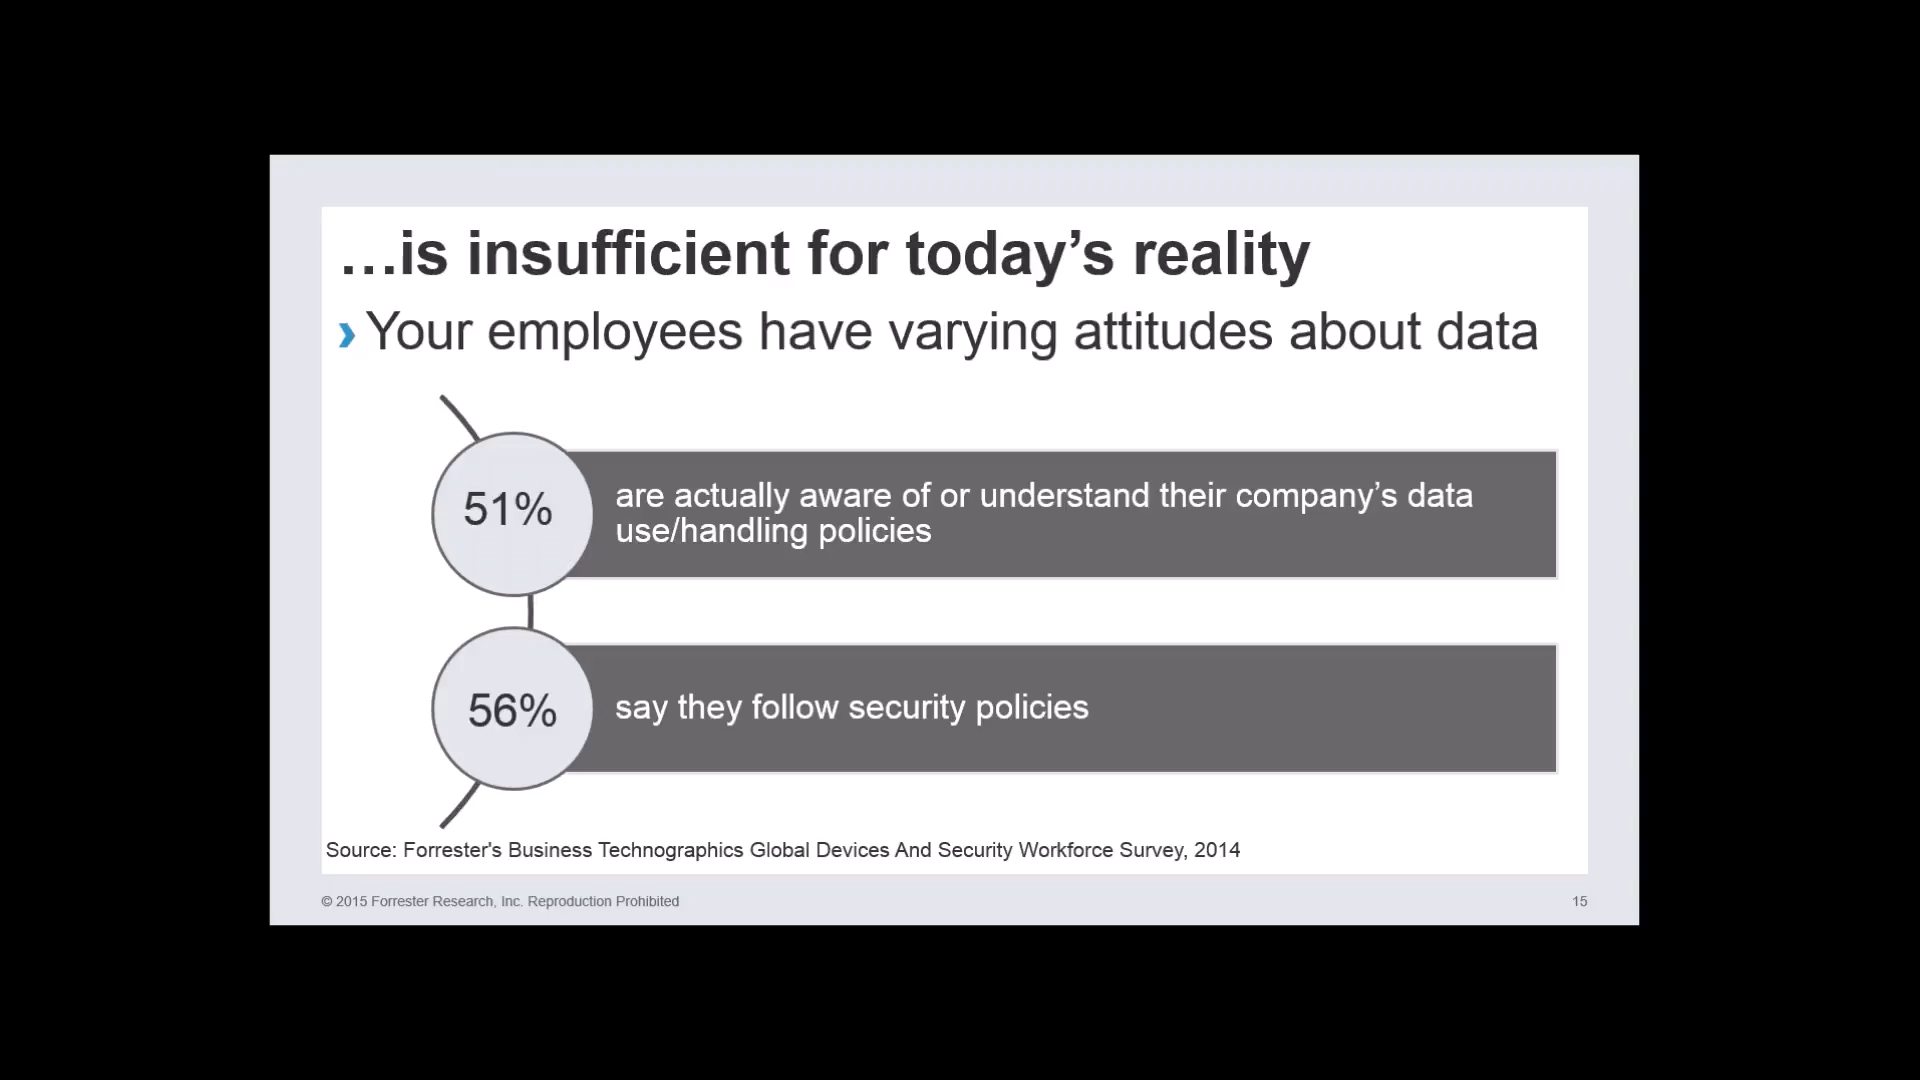 …is insufficient for today’s reality
› Your employees have varying attitudes about data
51%
are actually aware of or understand their company’s data
use/handling policies
56%
say they follow security policies
Source: Forrester's Business Technographics Global Devices And Security Workforce Survey, 2014
© 2015 Forrester Research, Inc. Reproduction Prohibited
15